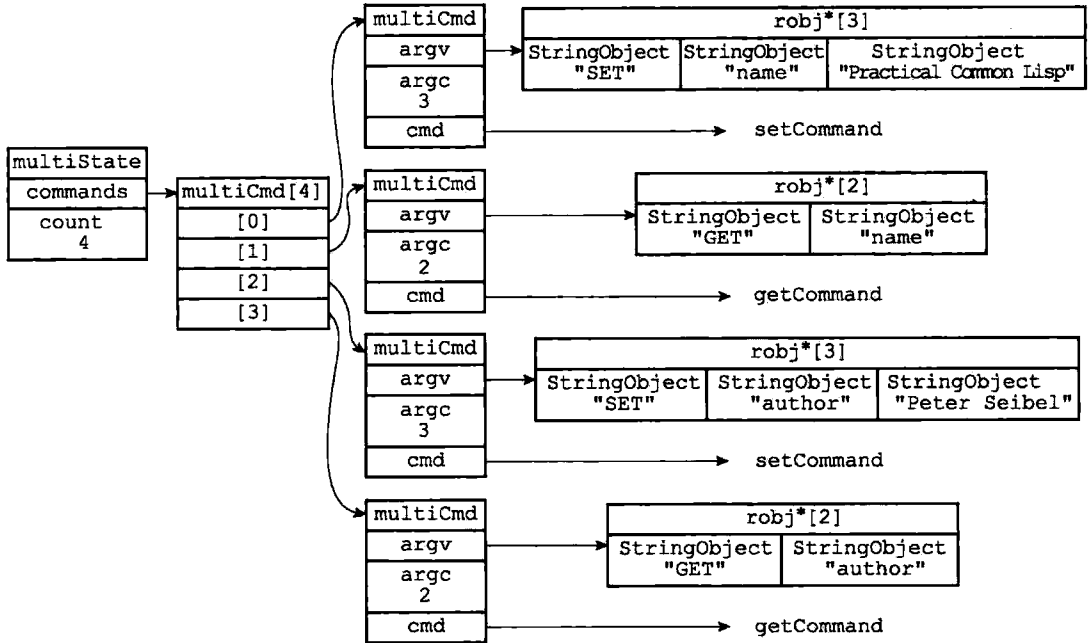 multiState
commands
count
4
multiCmd[4]
[0]
[1]
[2]
[3]
multiCmd
argv
argc
3
cmd
robj*[3]
StringObject
"SET"
StringObject
"name"
StringObject
"Practical Common Lisp"
setCommand
multiCmd
argv
argc
2
cmd
robj*[2]
StringObject
"GET"
StringObject
"name"
getCommand
multiCmd
argv
argc
3
cmd
robj*[3]
StringObject
"SET"
StringObject
"author"
StringObject
"Peter Seibel"
setCommand
multiCmd
argv
argc
2
cmd
robj*[2]
StringObject
"GET"
StringObject
"author"
getCommand